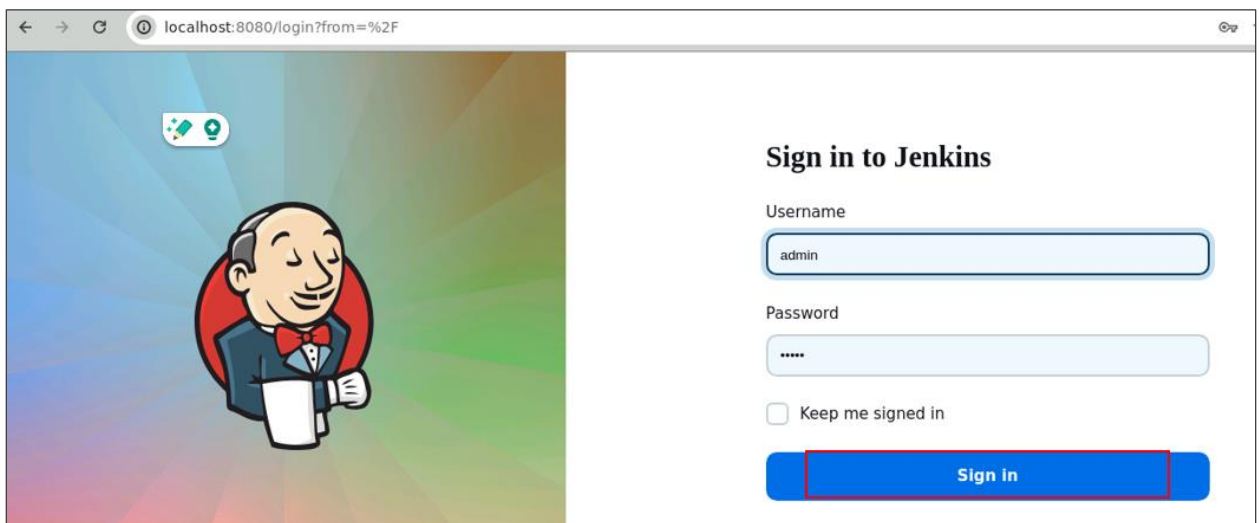 localhost:8080/login?from=%2F
Sign in to Jenkins
Username
admin
Password
•••••
Keep me signed in
Sign in